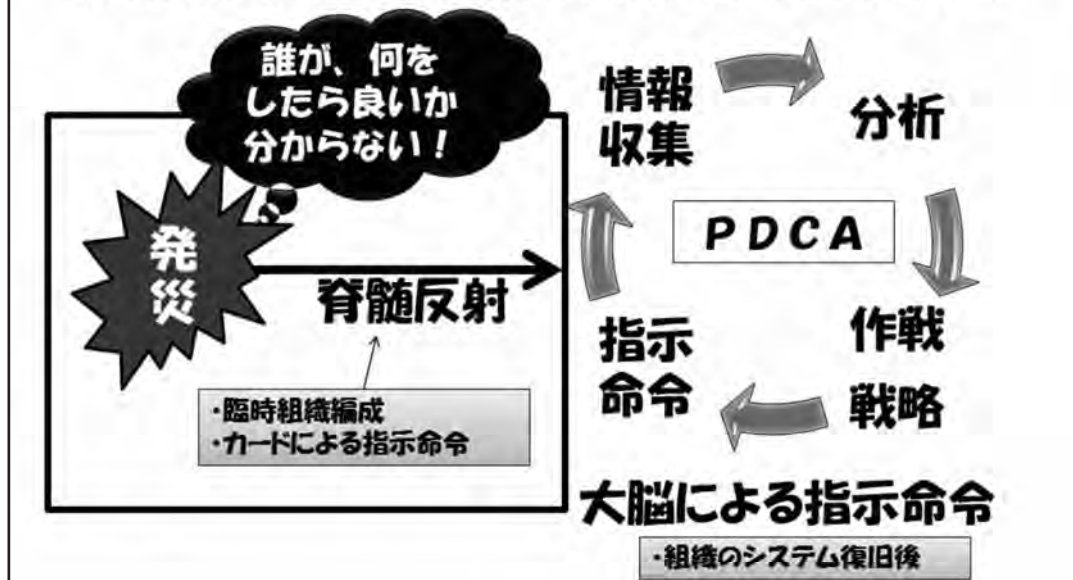 誰が、何を
したら良いか
分からない！
発
災
脊髄反射
・臨時組織編成
・カードによる指示命令
情報
収集
分析
PDCA
作戦
戦略
指示
命令
大脳による指示命令
・組織のシステム復旧後